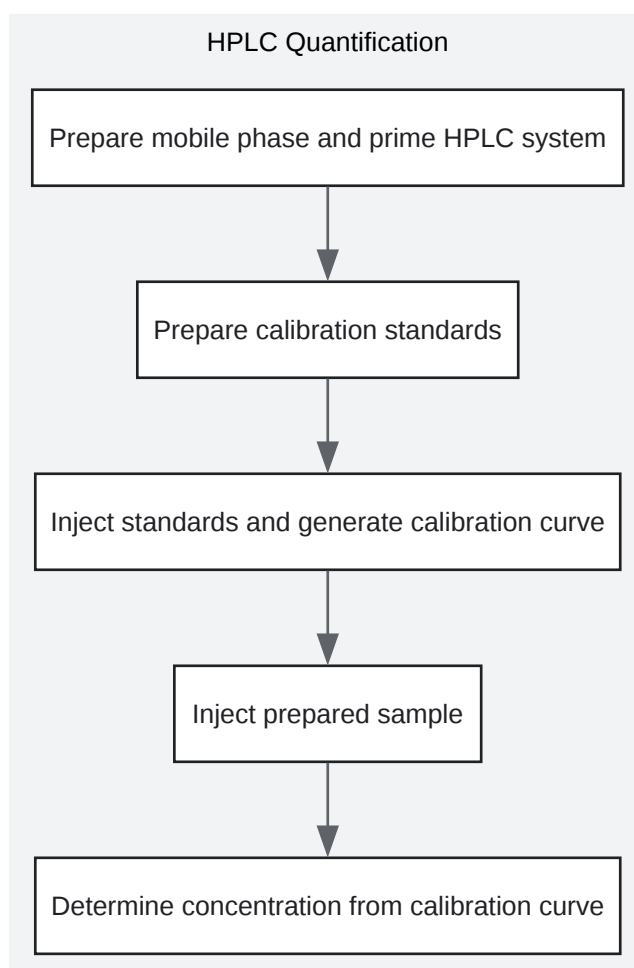 HPLC Quantification
Prepare mobile phase and prime HPLC system
Prepare calibration standards
Inject standards and generate calibration curve
Inject prepared sample
Determine concentration from calibration curve